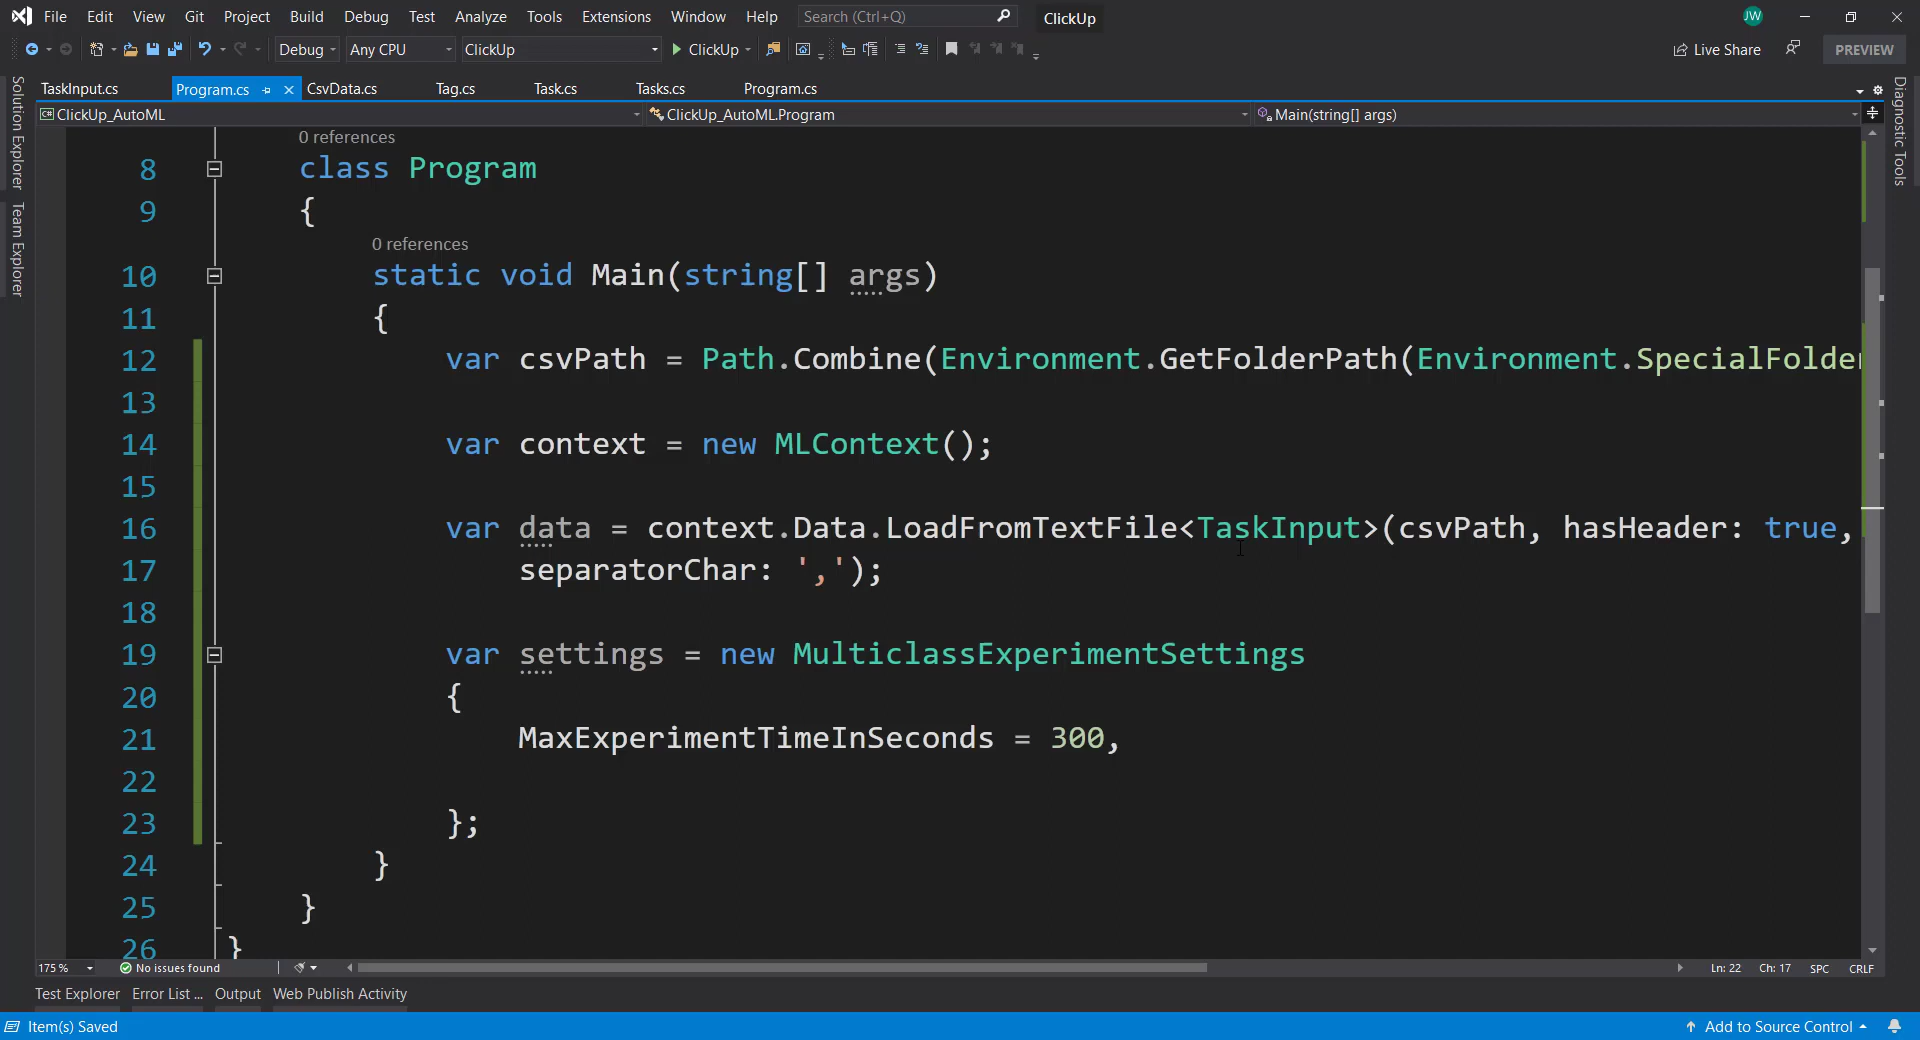 File Edit View Git Project Build Debug Test Analyze Tools Extensions Window Help Search (Ctrl+Q) ClickUp JW
Debug Any CPU ClickUp ClickUp Live Share PREVIEW
TaskInput.cs Program.cs CsvData.cs Tag.cs Task.cs Tasks.cs Program.cs
ClickUp_AutoML ClickUp_AutoML.Program Main(string[] args)
Solution Explorer
Team Explorer
Diagnostic Tools
0 references
8 class Program
9 {
0 references
10 static void Main(string[] args)
11 {
12 var csvPath = Path.Combine(Environment.GetFolderPath(Environment.SpecialFolder
13
14 var context = new MLContext();
15
16 var data = context.Data.LoadFromTextFile<TaskInput>(csvPath, hasHeader: true,
17 separatorChar: ',');
18
19 var settings = new MulticlassExperimentSettings
20 {
21 MaxExperimentTimeInSeconds = 300,
22
23 };
24 }
25 }
26 }
175 % No issues found Ln: 22 Ch: 17 SPC CRLF
Test Explorer Error List ... Output Web Publish Activity
Item(s) Saved Add to Source Control